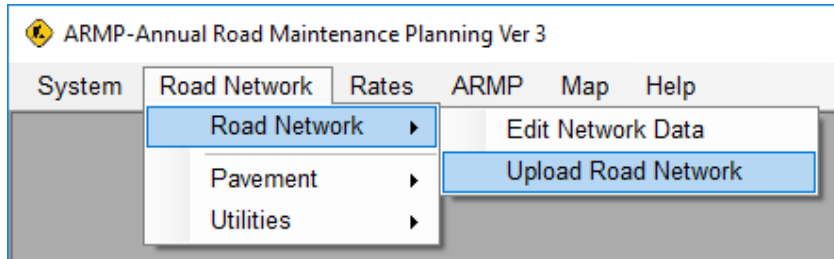 ARMP-Annual Road Maintenance Planning Ver 3
System Road Network Rates ARMP Map Help
Road Network Edit Network Data
Upload Road Network
Pavement
Utilities